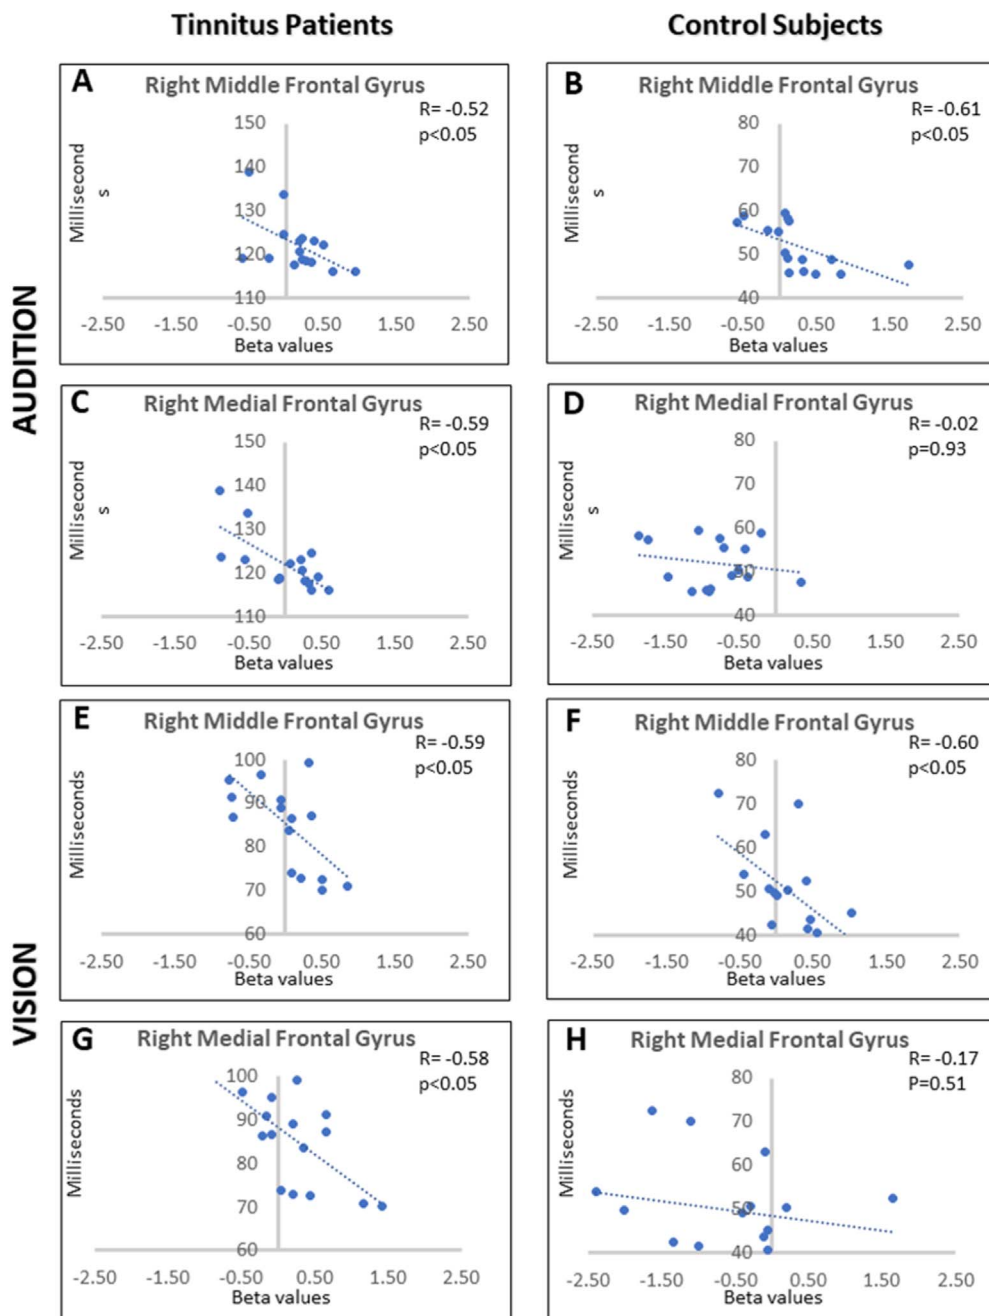 Tinnitus Patients
Control Subjects
AUDITION
A
Right Middle Frontal Gyrus
R= -0.52
p<0.05
Millisecond
s
150
140
130
120
110
-2.50 -1.50 -0.50 0.50 1.50 2.50
Beta values
B
Right Middle Frontal Gyrus
R= -0.61
p<0.05
Millisecond
s
80
70
60
50
40
-2.50 -1.50 -0.50 0.50 1.50 2.50
Beta values
C
Right Medial Frontal Gyrus
R= -0.59
p<0.05
Millisecond
s
150
140
130
120
110
-2.50 -1.50 -0.50 0.50 1.50 2.50
Beta values
D
Right Medial Frontal Gyrus
R= -0.02
p=0.93
Millisecond
s
80
70
60
50
40
-2.50 -1.50 -0.50 0.50 1.50 2.50
Beta values
VISION
E
Right Middle Frontal Gyrus
R= -0.59
p<0.05
Milliseconds
100
90
80
70
60
-2.50 -1.50 -0.50 0.50 1.50 2.50
Beta values
F
Right Middle Frontal Gyrus
R= -0.60
p<0.05
Milliseconds
80
70
60
50
40
-2.50 -1.50 -0.50 0.50 1.50 2.50
Beta values
G
Right Medial Frontal Gyrus
R= -0.58
p<0.05
Milliseconds
100
90
80
70
60
-2.50 -1.50 -0.50 0.50 1.50 2.50
Beta values
H
Right Medial Frontal Gyrus
R= -0.17
P=0.51
Milliseconds
80
70
60
50
40
-2.50 -1.50 -0.50 0.50 1.50 2.50
Beta values